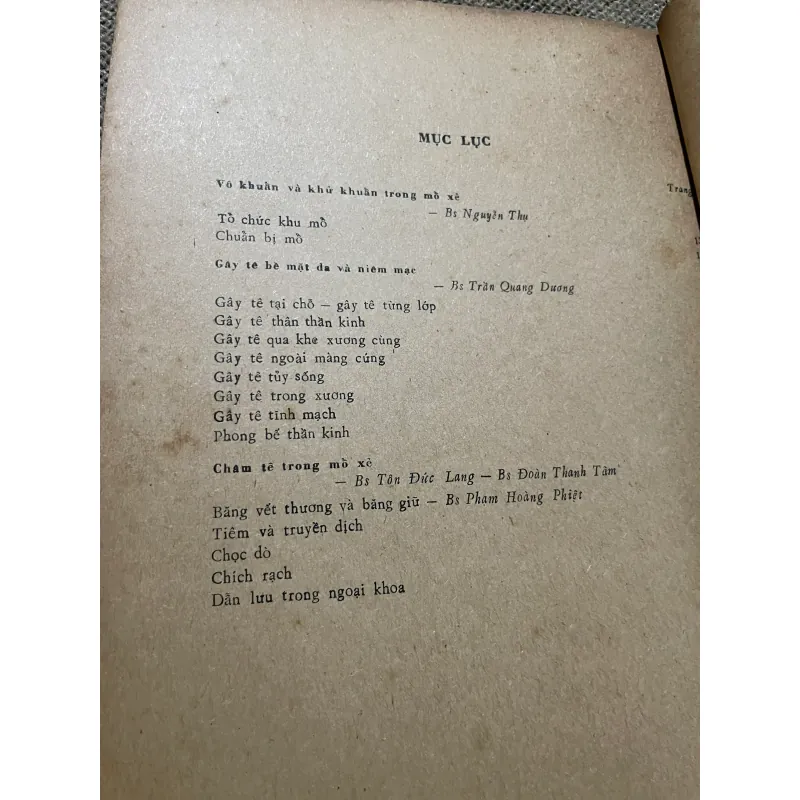 MỤC LỤC
Trang
Vô khuẩn và khử khuẩn trong mổ xẻ
— Bs Nguyễn Thụ
Tổ chức khu mổ
Chuẩn bị mổ
Gây tê bề mặt da và niêm mạc
— Bs Trần Quang Dương
Gây tê tại chỗ — gây tê từng lớp
Gây tê thân thần kinh
Gây tê qua khe xương cùng
Gây tê ngoài màng cứng
Gây tê tủy sống
Gây tê trong xương
Gây tê tĩnh mạch
Phong bế thần kinh
Châm tê trong mổ xẻ
— Bs Tôn Đức Lang — Bs Đoàn Thanh Tâm
Băng vết thương và băng giữ — Bs Phạm Hoàng Phiệt
Tiêm và truyền dịch
Chọc dò
Chích rạch
Dẫn lưu trong ngoại khoa